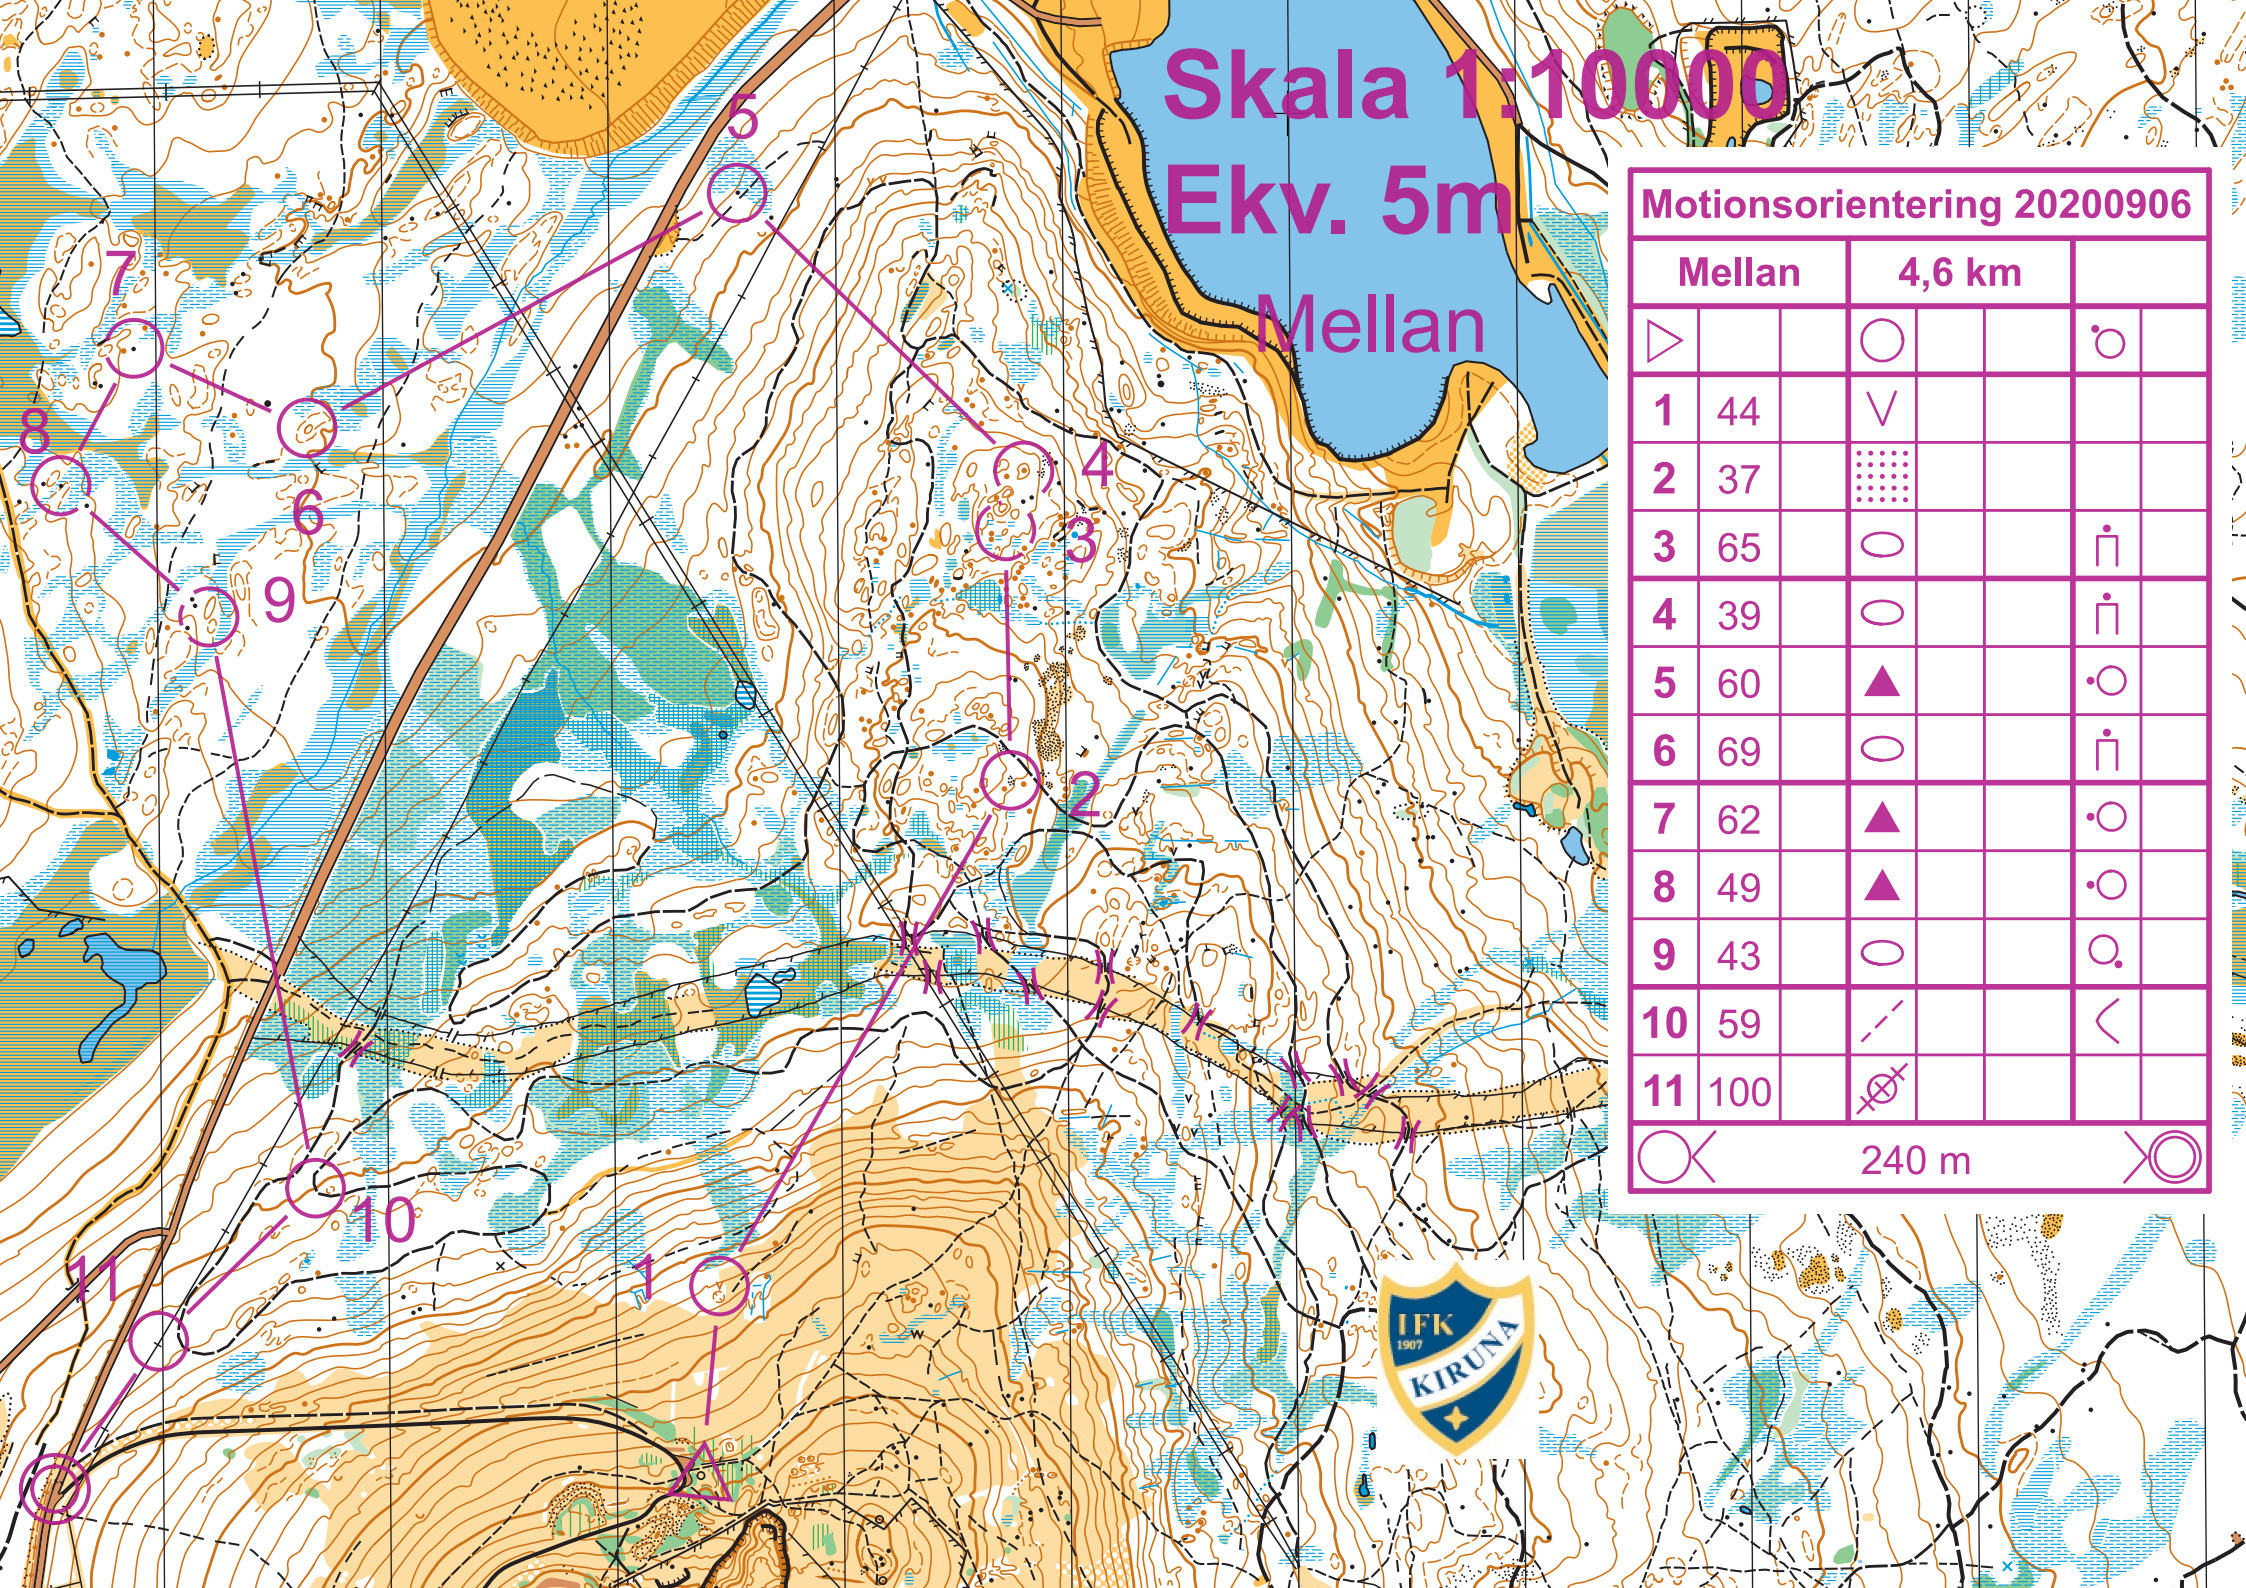 Skala 1:10000
Ekv. 5m
Mellan
Motionsorientering 20200906
Mellan 4,6 km
1 44
2 37
3 65
4 39
5 60
6 69
7 62
8 49
9 43
10 59
11 100
240 m
5
7
4
8
6
3
9
2
10
11
1
IFK
1907
KIRUNA